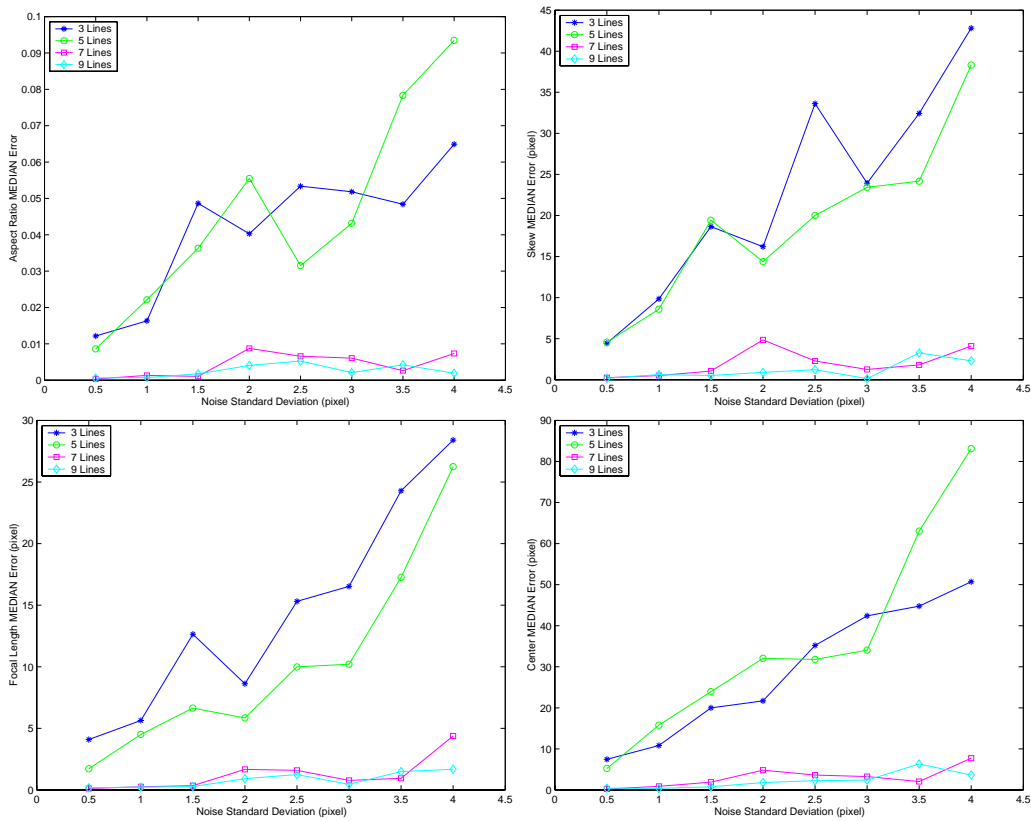 0.1
0.09
0.08
0.07
0.06
0.05
0.04
0.03
0.02
0.01
0
Aspect Ratio MEDIAN Error
3 Lines
5 Lines
7 Lines
9 Lines
0 0.5 1 1.5 2 2.5 3 3.5 4 4.5
Noise Standard Deviation (pixel)
45
40
35
30
25
20
15
10
5
0
Skew MEDIAN Error (pixel)
3 Lines
5 Lines
7 Lines
9 Lines
0 0.5 1 1.5 2 2.5 3 3.5 4 4.5
Noise Standard Deviation (pixel)
30
25
20
15
10
5
0
Focal Length MEDIAN Error (pixel)
3 Lines
5 Lines
7 Lines
9 Lines
0 0.5 1 1.5 2 2.5 3 3.5 4 4.5
Noise Standard Deviation (pixel)
90
80
70
60
50
40
30
20
10
0
Center MEDIAN Error (pixel)
3 Lines
5 Lines
7 Lines
9 Lines
0 0.5 1 1.5 2 2.5 3 3.5 4 4.5
Noise Standard Deviation (pixel)